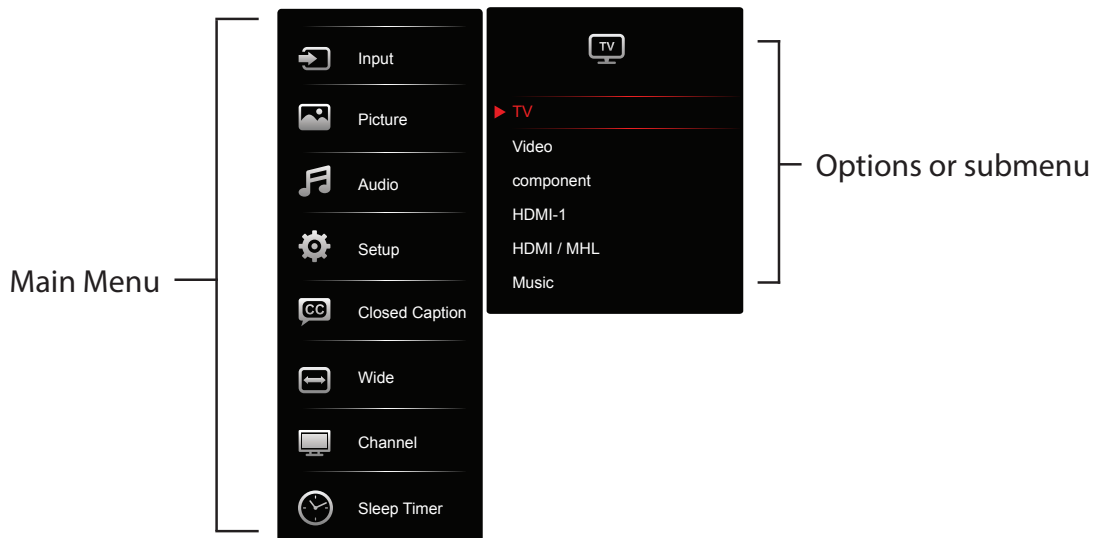 Main Menu
Input
Picture
Audio
Setup
CC
Closed Caption
Wide
Channel
Sleep Timer
TV
TV
Video
component
HDMI-1
HDMI / MHL
Music
Options or submenu